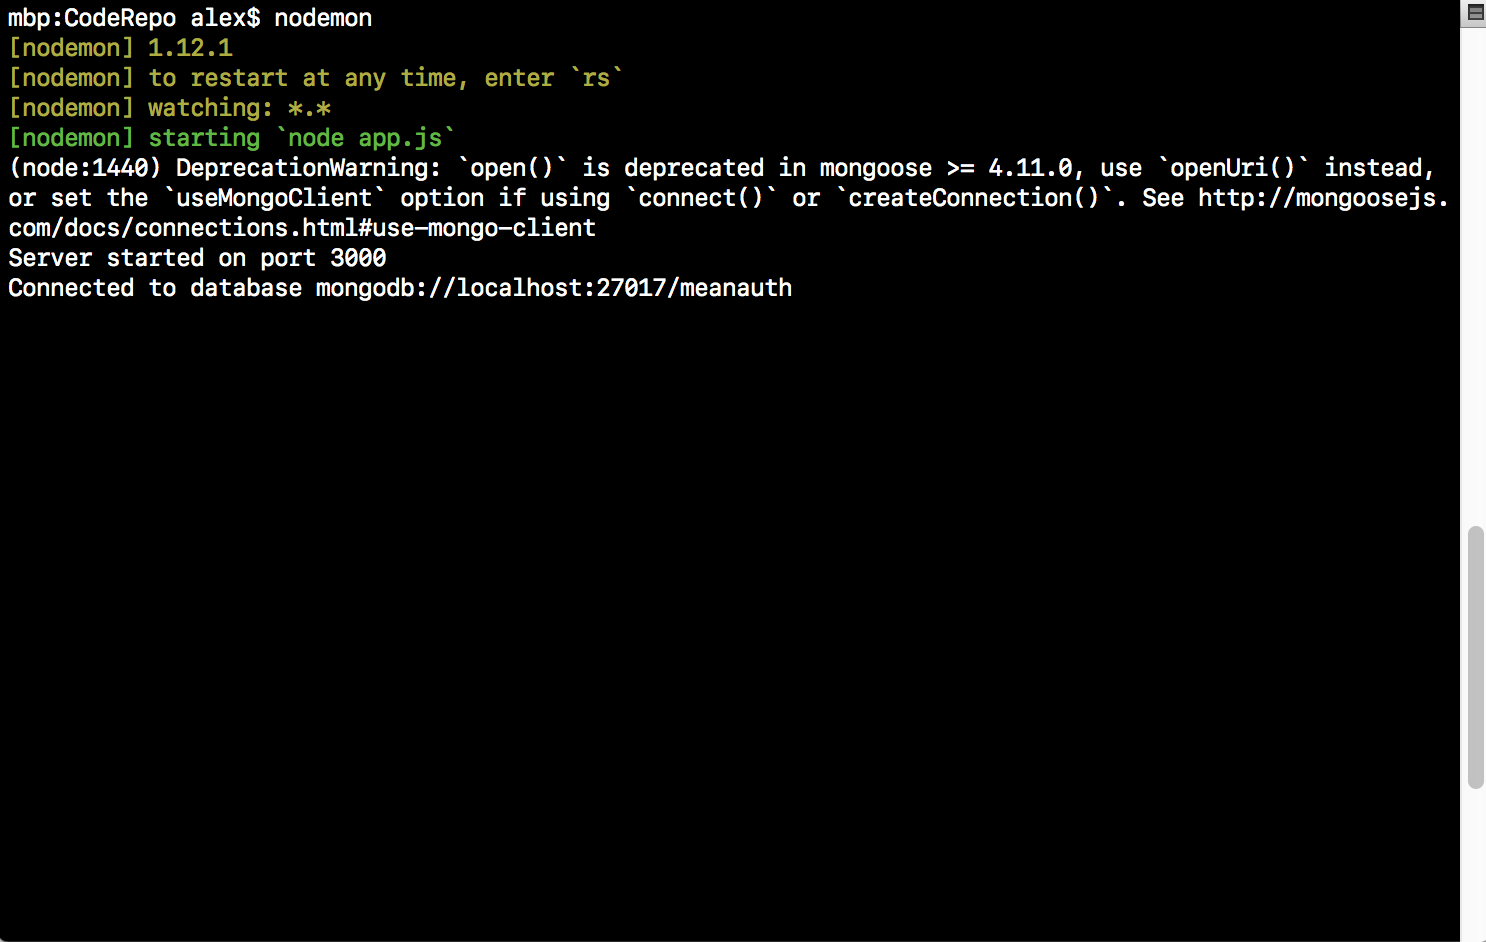 mbp:CodeRepo alex$ nodemon
[nodemon] 1.12.1
[nodemon] to restart at any time, enter `rs`
[nodemon] watching: *.*
[nodemon] starting `node app.js`
(node:1440) DeprecationWarning: `open()` is deprecated in mongoose >= 4.11.0, use `openUri()` instead,
or set the `useMongoClient` option if using `connect()` or `createConnection()`. See http://mongoosejs.
com/docs/connections.html#use-mongo-client
Server started on port 3000
Connected to database mongodb://localhost:27017/meanauth